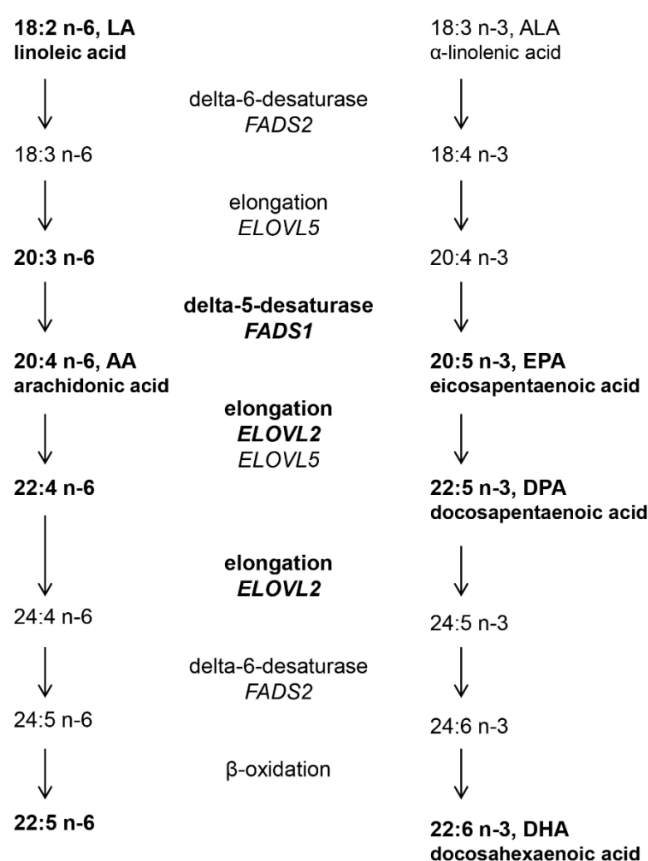 18:2 n-6, LA
linoleic acid
18:3 n-3, ALA
α-linolenic acid
delta-6-desaturase
FADS2
18:3 n-6
18:4 n-3
elongation
ELOVL5
20:3 n-6
20:4 n-3
delta-5-desaturase
FADS1
20:4 n-6, AA
arachidonic acid
20:5 n-3, EPA
eicosapentaenoic acid
elongation
ELOVL2
ELOVL5
22:4 n-6
22:5 n-3, DPA
docosapentaenoic acid
elongation
ELOVL2
24:4 n-6
24:5 n-3
delta-6-desaturase
FADS2
24:5 n-6
24:6 n-3
β-oxidation
22:5 n-6
22:6 n-3, DHA
docosahexaenoic acid